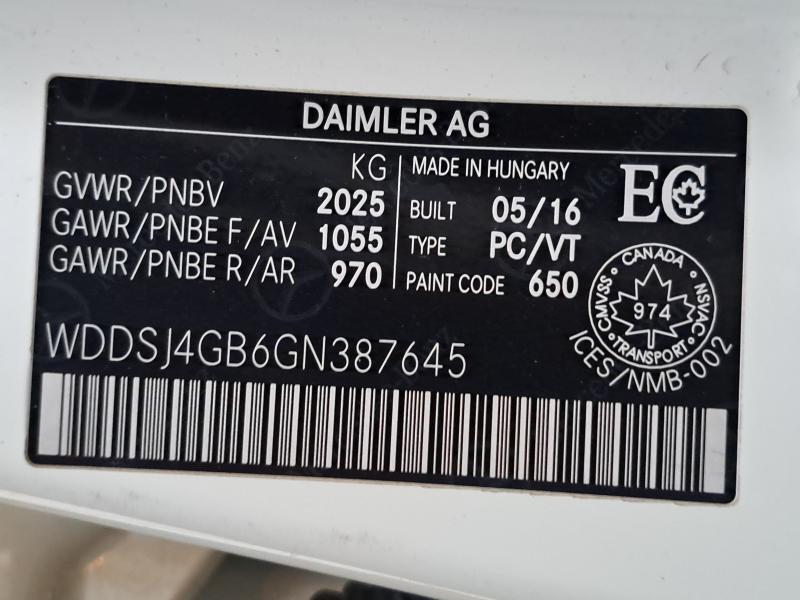 DAIMLER AG
KG
GVWR/PNBV 2025
GAWR/PNBE F/AV 1055
GAWR/PNBE R/AR 970
MADE IN HUNGARY
BUILT 05/16
TYPE PC/VT
PAINT CODE 650
EC
CANADA
CMVSS
NSVAC
974
TRANSPORT
ICES/NMB-002
WDDSJ4GB6GN387645